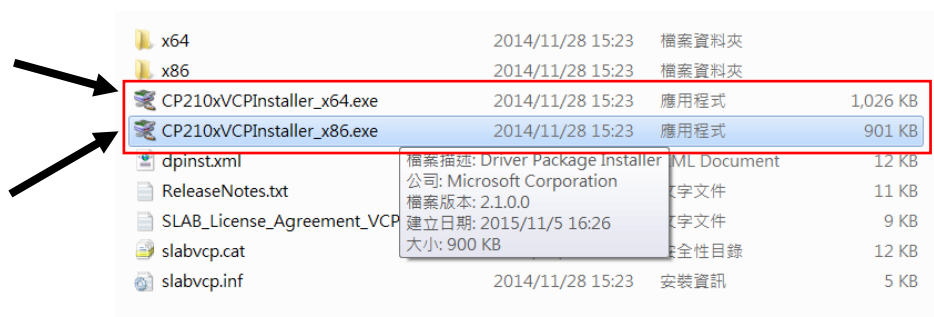 x64 2014/11/28 15:23 檔案資料夾
x86 2014/11/28 15:23 檔案資料夾
CP210xVCPInstaller_x64.exe 2014/11/28 15:23 應用程式 1,026 KB
CP210xVCPInstaller_x86.exe 2014/11/28 15:23 應用程式 901 KB
dpinst.xml Document 12 KB
檔案描述: Driver Package Installer
公司: Microsoft Corporation
檔案版本: 2.1.0.0
建立日期: 2015/11/5 16:26
大小: 900 KB
ReleaseNotes.txt 文字文件 11 KB
SLAB_License_Agreement_VCP 文字文件 9 KB
slabvcp.cat 安全性目錄 12 KB
slabvcp.inf 2014/11/28 15:23 安裝資訊 5 KB